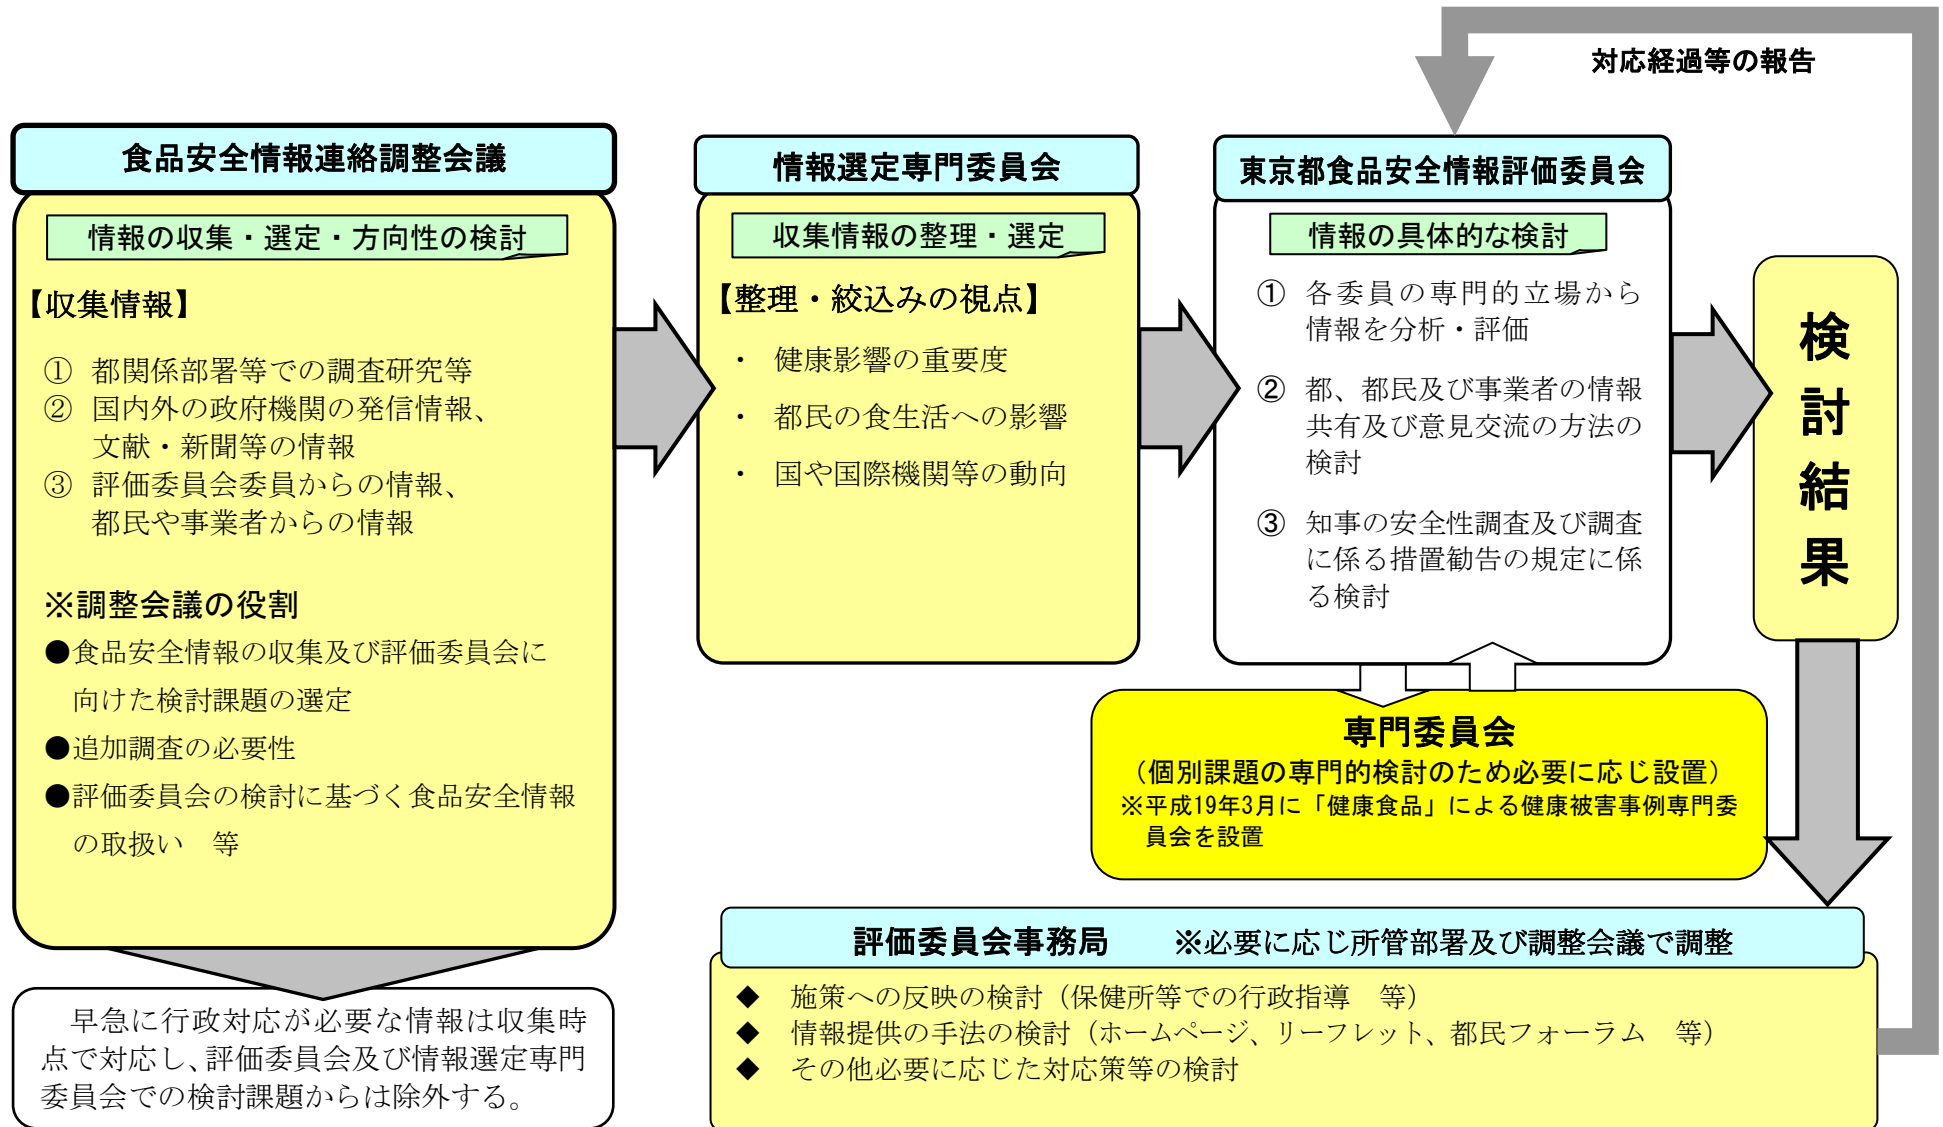 対応経過等の報告
食品安全情報連絡調整会議
情報の収集・選定・方向性の検討
【収集情報】
① 都関係部署等での調査研究等
② 国内外の政府機関の発信情報、
文献・新聞等の情報
③ 評価委員会委員からの情報、
都民や事業者からの情報
※調整会議の役割
●食品安全情報の収集及び評価委員会に
向けた検討課題の選定
●追加調査の必要性
●評価委員会の検討に基づく食品安全情報
の取扱い　等
早急に行政対応が必要な情報は収集時
点で対応し、評価委員会及び情報選定専門
委員会での検討課題からは除外する。
情報選定専門委員会
収集情報の整理・選定
【整理・絞込みの視点】
・ 健康影響の重要度
・ 都民の食生活への影響
・ 国や国際機関等の動向
東京都食品安全情報評価委員会
情報の具体的な検討
① 各委員の専門的立場から
情報を分析・評価
② 都、都民及び事業者の情報
共有及び意見交流の方法の
検討
③ 知事の安全性調査及び調査
に係る措置勧告の規定に係
る検討
専門委員会
（個別課題の専門的検討のため必要に応じ設置）
※平成19年3月に「健康食品」による健康被害事例専門委
員会を設置
検討結果
評価委員会事務局　※必要に応じ所管部署及び調整会議で調整
◆ 施策への反映の検討（保健所等での行政指導　等）
◆ 情報提供の手法の検討（ホームページ、リーフレット、都民フォーラム　等）
◆ その他必要に応じた対応策等の検討